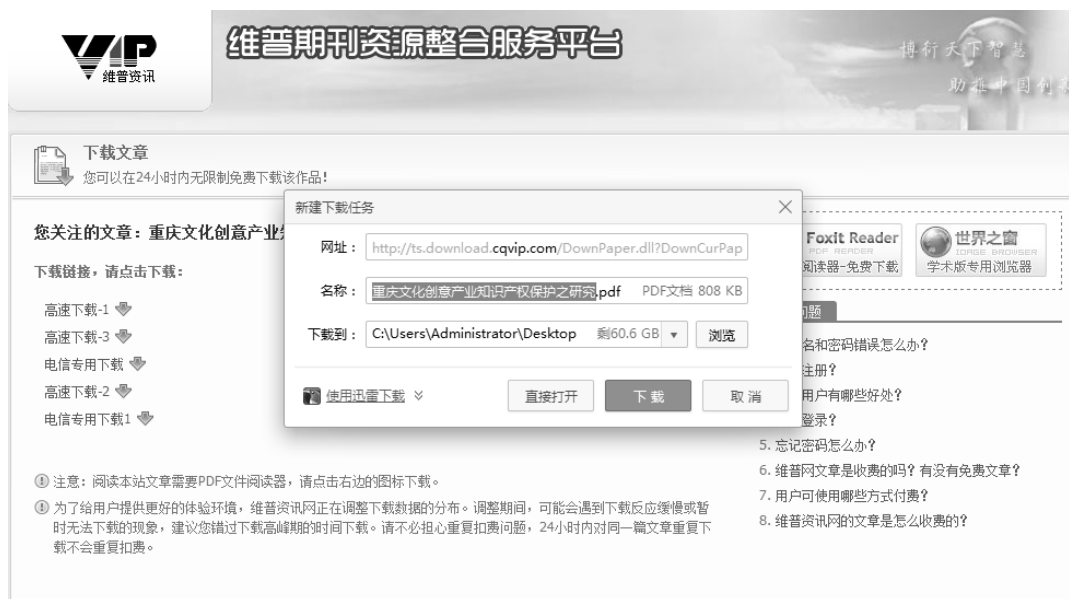 VIP
维普资讯
维普期刊资源整合服务平台
博衍天下智慧
助推中国创
下载文章
您可以在24小时内无限制免费下载该作品!
您关注的文章：重庆文化创意产业
下载链接，请点击下载：
高速下载-1
高速下载-3
电信专用下载
高速下载-2
电信专用下载1
新建下载任务
网址： http://ts.download.cqvip.com/DownPaper.dll?DownCurPap
名称： 重庆文化创意产业知识产权保护之研究.pdf PDF文档 808 KB
下载到： C:\Users\Administrator\Desktop 剩60.6 GB 浏览
使用迅雷下载 直接打开 下载 取消
Foxit Reader
PDF READER
阅读器-免费下载
世界之窗
学术版专用浏览器
问题
名和密码错误怎么办?
注册?
用户有哪些好处?
登录?
5. 忘记密码怎么办?
6. 维普网文章是收费的吗? 有没有免费文章?
7. 用户可使用哪些方式付费?
8. 维普资讯网的文章是怎么收费的?
注意：阅读本站文章需要PDF文件阅读器，请点击右边的图标下载。
为了给用户提供更好的体验环境，维普资讯网正在调整下载数据的分布。调整期间，可能会遇到下载反应缓慢或暂
时无法下载的现象，建议您错过下载高峰期的时间下载。请不必担心重复扣费问题，24小时内对同一篇文章重复下
载不会重复扣费。